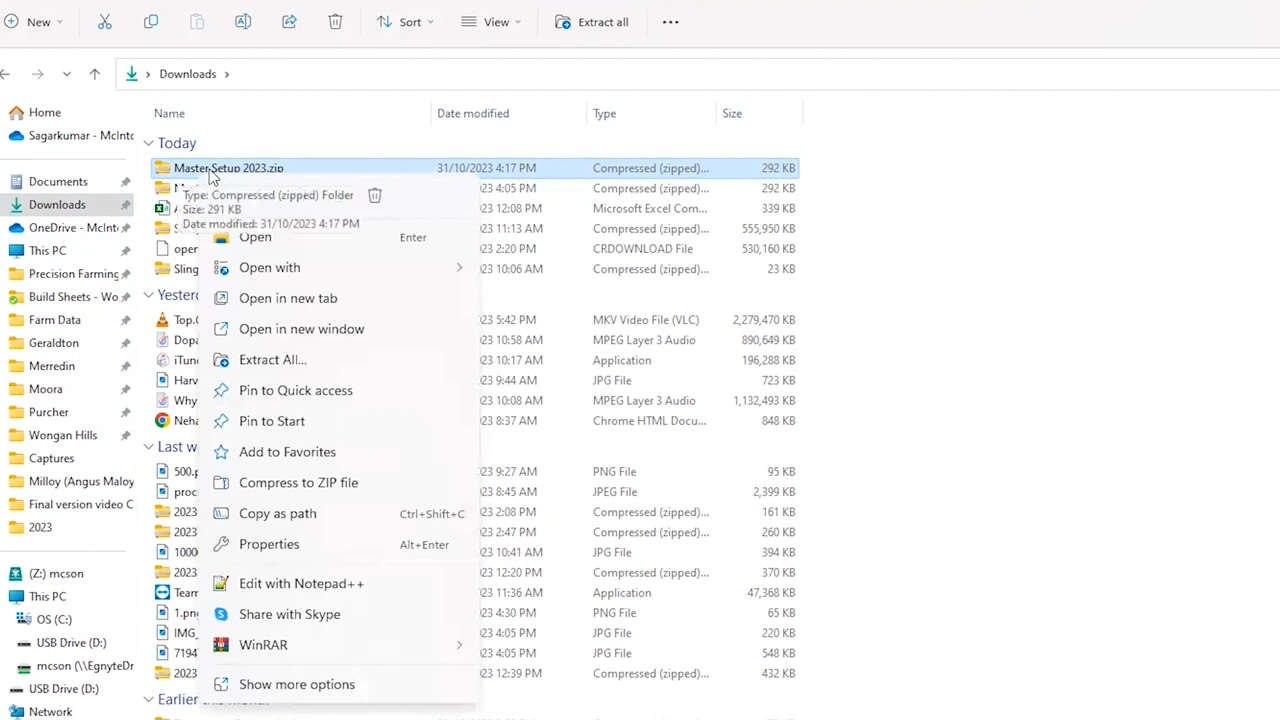 New
Sort
View
Extract all
Downloads
Home
Sagarkumar - McInto
Documents
Downloads
OneDrive - McInto
This PC
Precision Farming
Build Sheets - Wo
Farm Data
Geraldton
Merredin
Moora
Purcher
Wongan Hills
Captures
Milloy (Angus Maloy
Final version video C
2023
(Z:) mcson
This PC
OS (C:)
USB Drive (D:)
mcson (\\EgnyteDr
USB Drive (D:)
Network
Name Date modified Type Size
Today
Master Setup 2023.zip 31/10/2023 4:17 PM Compressed (zipped)... 292 KB
23 4:05 PM Compressed (zipped)... 292 KB
23 12:08 PM Microsoft Excel Com... 339 KB
23 11:13 AM Compressed (zipped)... 555,950 KB
open 23 2:20 PM CRDOWNLOAD File 530,160 KB
Sling 23 10:06 AM Compressed (zipped)... 23 KB
Yester
Top.G 23 5:42 PM MKV Video File (VLC) 2,279,470 KB
Dopa 23 10:58 AM MPEG Layer 3 Audio 890,649 KB
iTun 23 10:17 AM Application 196,288 KB
Harv 23 9:44 AM JPG File 723 KB
Why 23 10:08 AM MPEG Layer 3 Audio 1,132,493 KB
Neha 23 8:37 AM Chrome HTML Docu... 848 KB
Last w
500.p 23 9:27 AM PNG File 95 KB
proc 23 8:45 AM JPEG File 2,399 KB
2023 23 2:08 PM Compressed (zipped)... 161 KB
2023 23 2:47 PM Compressed (zipped)... 260 KB
1000 23 10:41 AM JPG File 394 KB
2023 23 12:20 PM Compressed (zipped)... 370 KB
Team 23 11:36 AM Application 47,368 KB
1.png 23 4:30 PM PNG File 65 KB
IMG_ 23 4:05 PM JPG File 220 KB
7194 23 4:05 PM JPG File 548 KB
2023 23 12:39 PM Compressed (zipped)... 432 KB
Earlier
Type: Compressed (zipped) Folder
Size: 291 KB
Date modified: 31/10/2023 4:17 PM
Open Enter
Open with
Open in new tab
Open in new window
Extract All...
Pin to Quick access
Pin to Start
Add to Favorites
Compress to ZIP file
Copy as path Ctrl+Shift+C
Properties Alt+Enter
Edit with Notepad++
Share with Skype
WinRAR
Show more options